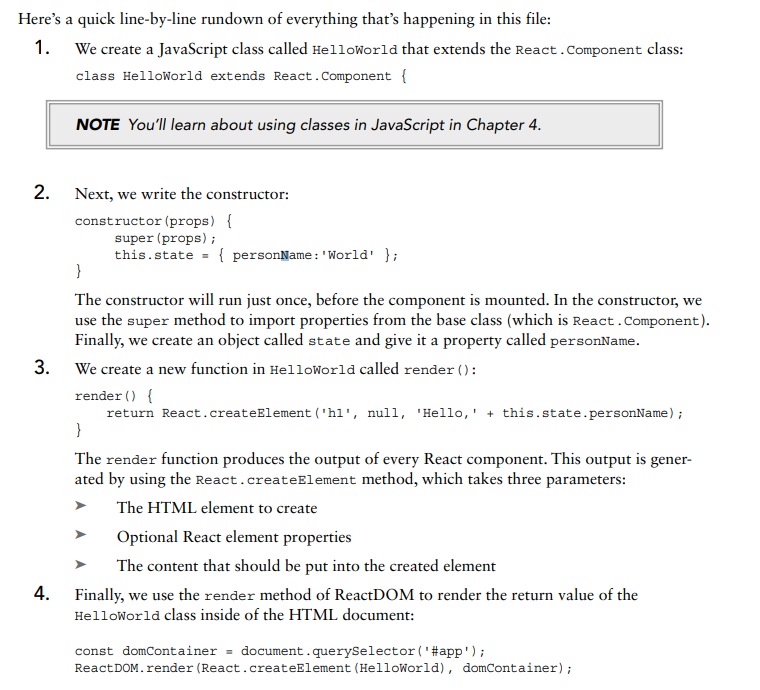 Here's a quick line-by-line rundown of everything that's happening in this file:
1. We create a JavaScript class called HelloWorld that extends the React.Component class:
class HelloWorld extends React.Component {
NOTE You'll learn about using classes in JavaScript in Chapter 4.
2. Next, we write the constructor:
constructor(props) {
super(props);
this.state = { personName:'World' };
}
The constructor will run just once, before the component is mounted. In the constructor, we
use the super method to import properties from the base class (which is React.Component).
Finally, we create an object called state and give it a property called personName.
3. We create a new function in HelloWorld called render():
render() {
return React.createElement('h1', null, 'Hello,' + this.state.personName);
}
The render function produces the output of every React component. This output is gener-
ated by using the React.createElement method, which takes three parameters:
➤ The HTML element to create
➤ Optional React element properties
➤ The content that should be put into the created element
4. Finally, we use the render method of ReactDOM to render the return value of the
HelloWorld class inside of the HTML document:
const domContainer = document.querySelector('#app');
ReactDOM.render(React.createElement(HelloWorld), domContainer);